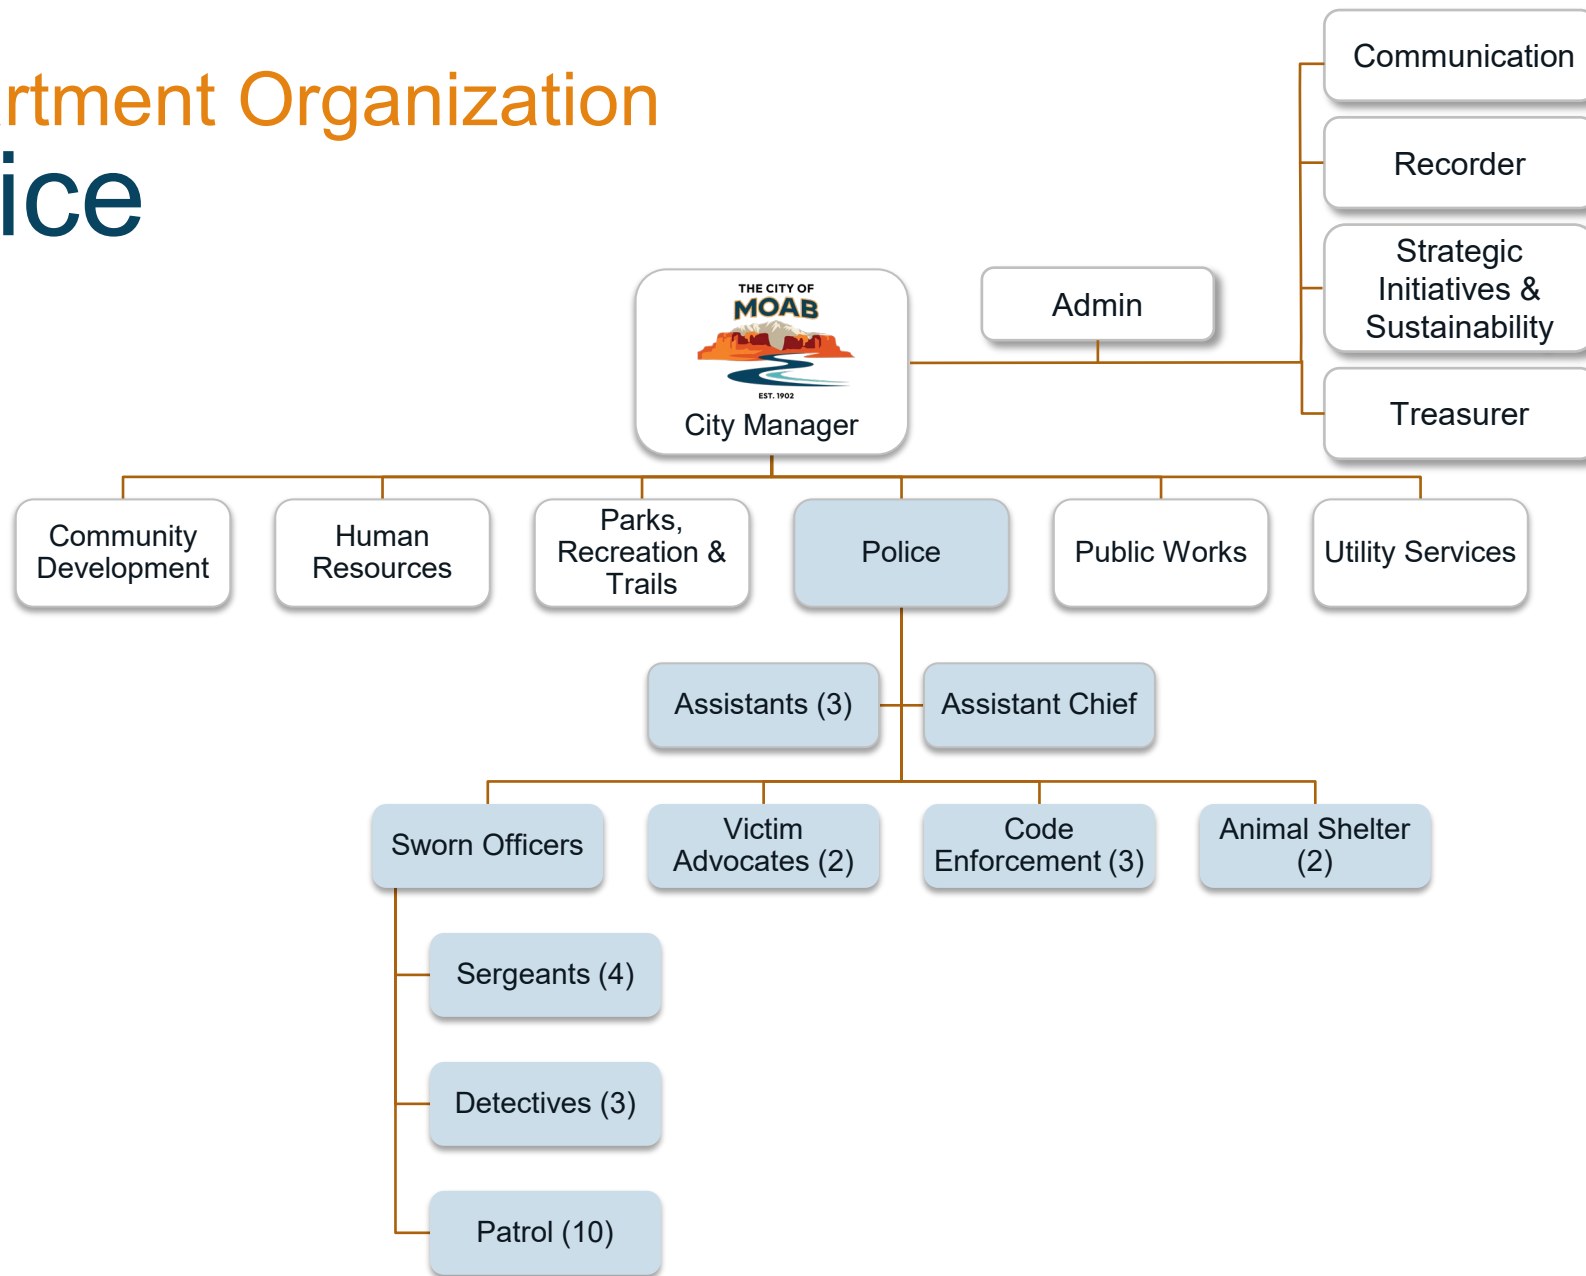 rtment Organization
ice
Communication
Recorder
Strategic
Initiatives &
Sustainability
Treasurer
Admin
THE CITY OF
MOAB
EST. 1902
City Manager
Community
Development
Human
Resources
Parks,
Recreation &
Trails
Police
Public Works
Utility Services
Assistants (3)
Assistant Chief
Sworn Officers
Victim
Advocates (2)
Code
Enforcement (3)
Animal Shelter
(2)
Sergeants (4)
Detectives (3)
Patrol (10)